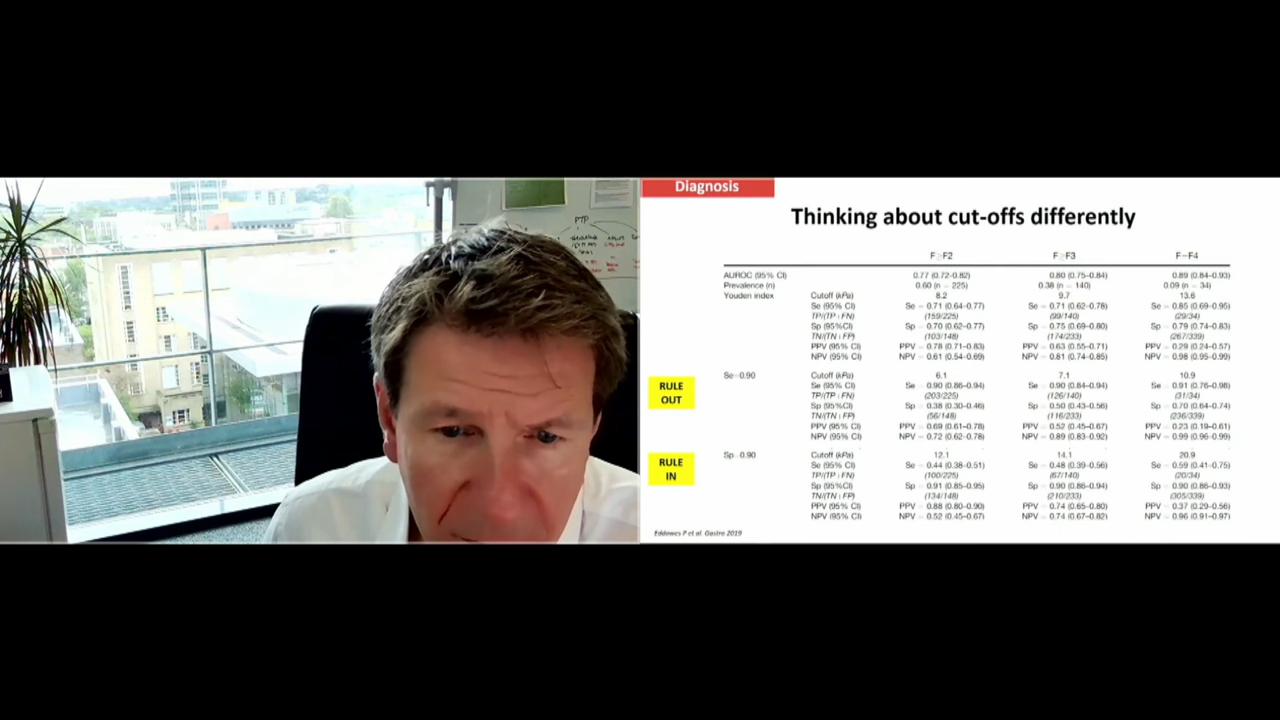 PTP
Diagnosis
Thinking about cut-offs differently
F≥F2 F≥F3 F=F4
AUROC (95% CI) 0.77 (0.72–0.82) 0.80 (0.75–0.84) 0.89 (0.84–0.93)
Prevalence (n) 0.60 (n = 225) 0.38 (n = 140) 0.09 (n = 34)
Youden index Cutoff (kPa) 8.2 9.7 13.6
Se (95% CI) Se = 0.71 (0.64–0.77) Se = 0.71 (0.62–0.78) Se = 0.85 (0.69–0.95)
TP/(TP+FN) (159/225) (99/140) (29/34)
Sp (95%CI) Sp = 0.70 (0.62–0.77) Sp = 0.75 (0.69–0.80) Sp = 0.79 (0.74–0.83)
TN/(TN+FP) (103/148) (174/233) (267/339)
PPV (95% CI) PPV = 0.78 (0.71–0.83) PPV = 0.63 (0.55–0.71) PPV = 0.29 (0.24–0.57)
NPV (95% CI) NPV = 0.61 (0.54–0.69) NPV = 0.81 (0.74–0.85) NPV = 0.98 (0.95–0.99)
RULE
OUT
Se=0.90 Cutoff (kPa) 6.1 7.1 10.9
Se (95% CI) Se = 0.90 (0.86–0.94) Se = 0.90 (0.84–0.94) Se = 0.91 (0.76–0.98)
TP/(TP+FN) (203/225) (126/140) (31/34)
Sp (95%CI) Sp = 0.38 (0.30–0.46) Sp = 0.50 (0.43–0.56) Sp = 0.70 (0.64–0.74)
TN/(TN+FP) (56/148) (116/233) (236/339)
PPV (95% CI) PPV = 0.69 (0.61–0.78) PPV = 0.52 (0.45–0.67) PPV = 0.23 (0.19–0.61)
NPV (95% CI) NPV = 0.72 (0.62–0.78) NPV = 0.89 (0.83–0.92) NPV = 0.99 (0.96–0.99)
RULE
IN
Sp=0.90 Cutoff (kPa) 12.1 14.1 20.9
Se (95% CI) Se = 0.44 (0.38–0.51) Se = 0.48 (0.39–0.56) Se = 0.59 (0.41–0.75)
TP/(TP+FN) (100/225) (67/140) (20/34)
Sp (95%CI) Sp = 0.91 (0.85–0.95) Sp = 0.90 (0.86–0.94) Sp = 0.90 (0.86–0.93)
TN/(TN+FP) (134/148) (210/233) (305/339)
PPV (95% CI) PPV = 0.88 (0.80–0.90) PPV = 0.74 (0.65–0.80) PPV = 0.37 (0.29–0.56)
NPV (95% CI) NPV = 0.52 (0.45–0.67) NPV = 0.74 (0.67–0.82) NPV = 0.96 (0.91–0.97)
Eddowes P et al. Gastro 2019